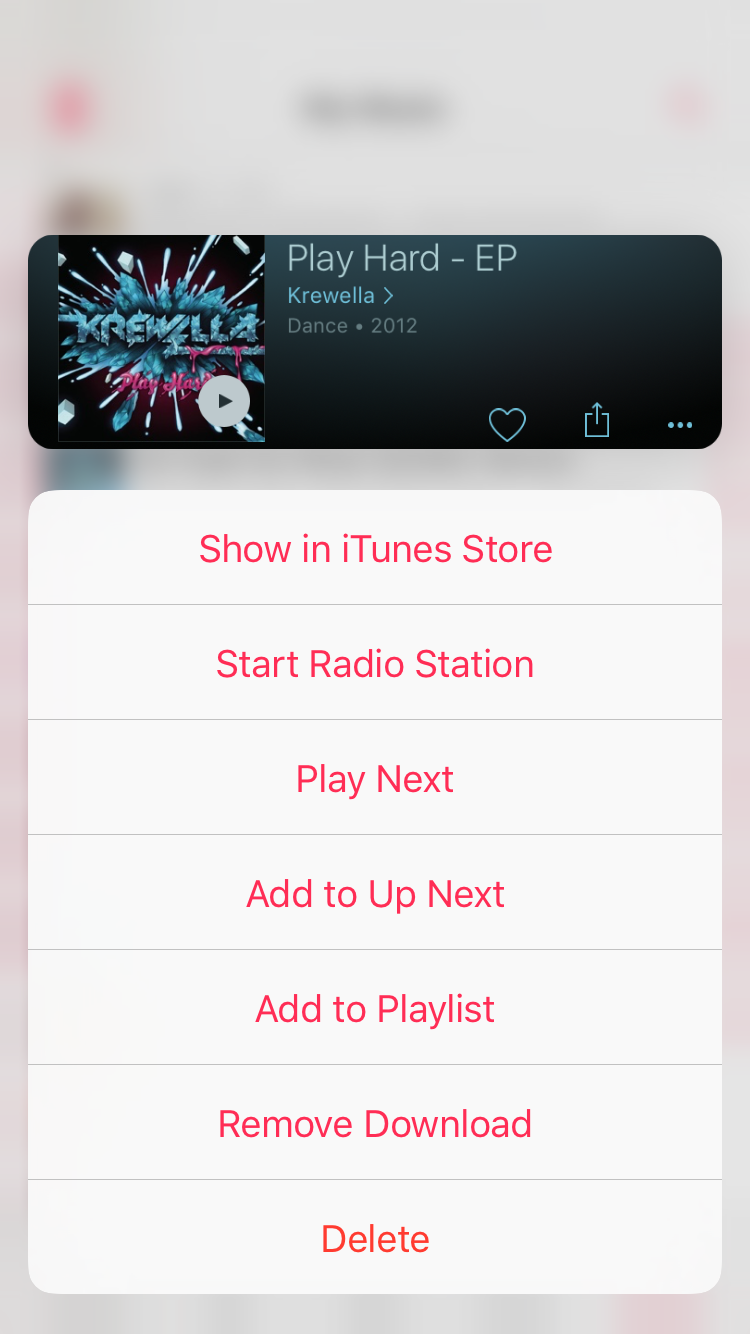 KREWELLA
Play Hard
Play Hard - EP
Krewella >
Dance • 2012
Show in iTunes Store
Start Radio Station
Play Next
Add to Up Next
Add to Playlist
Remove Download
Delete